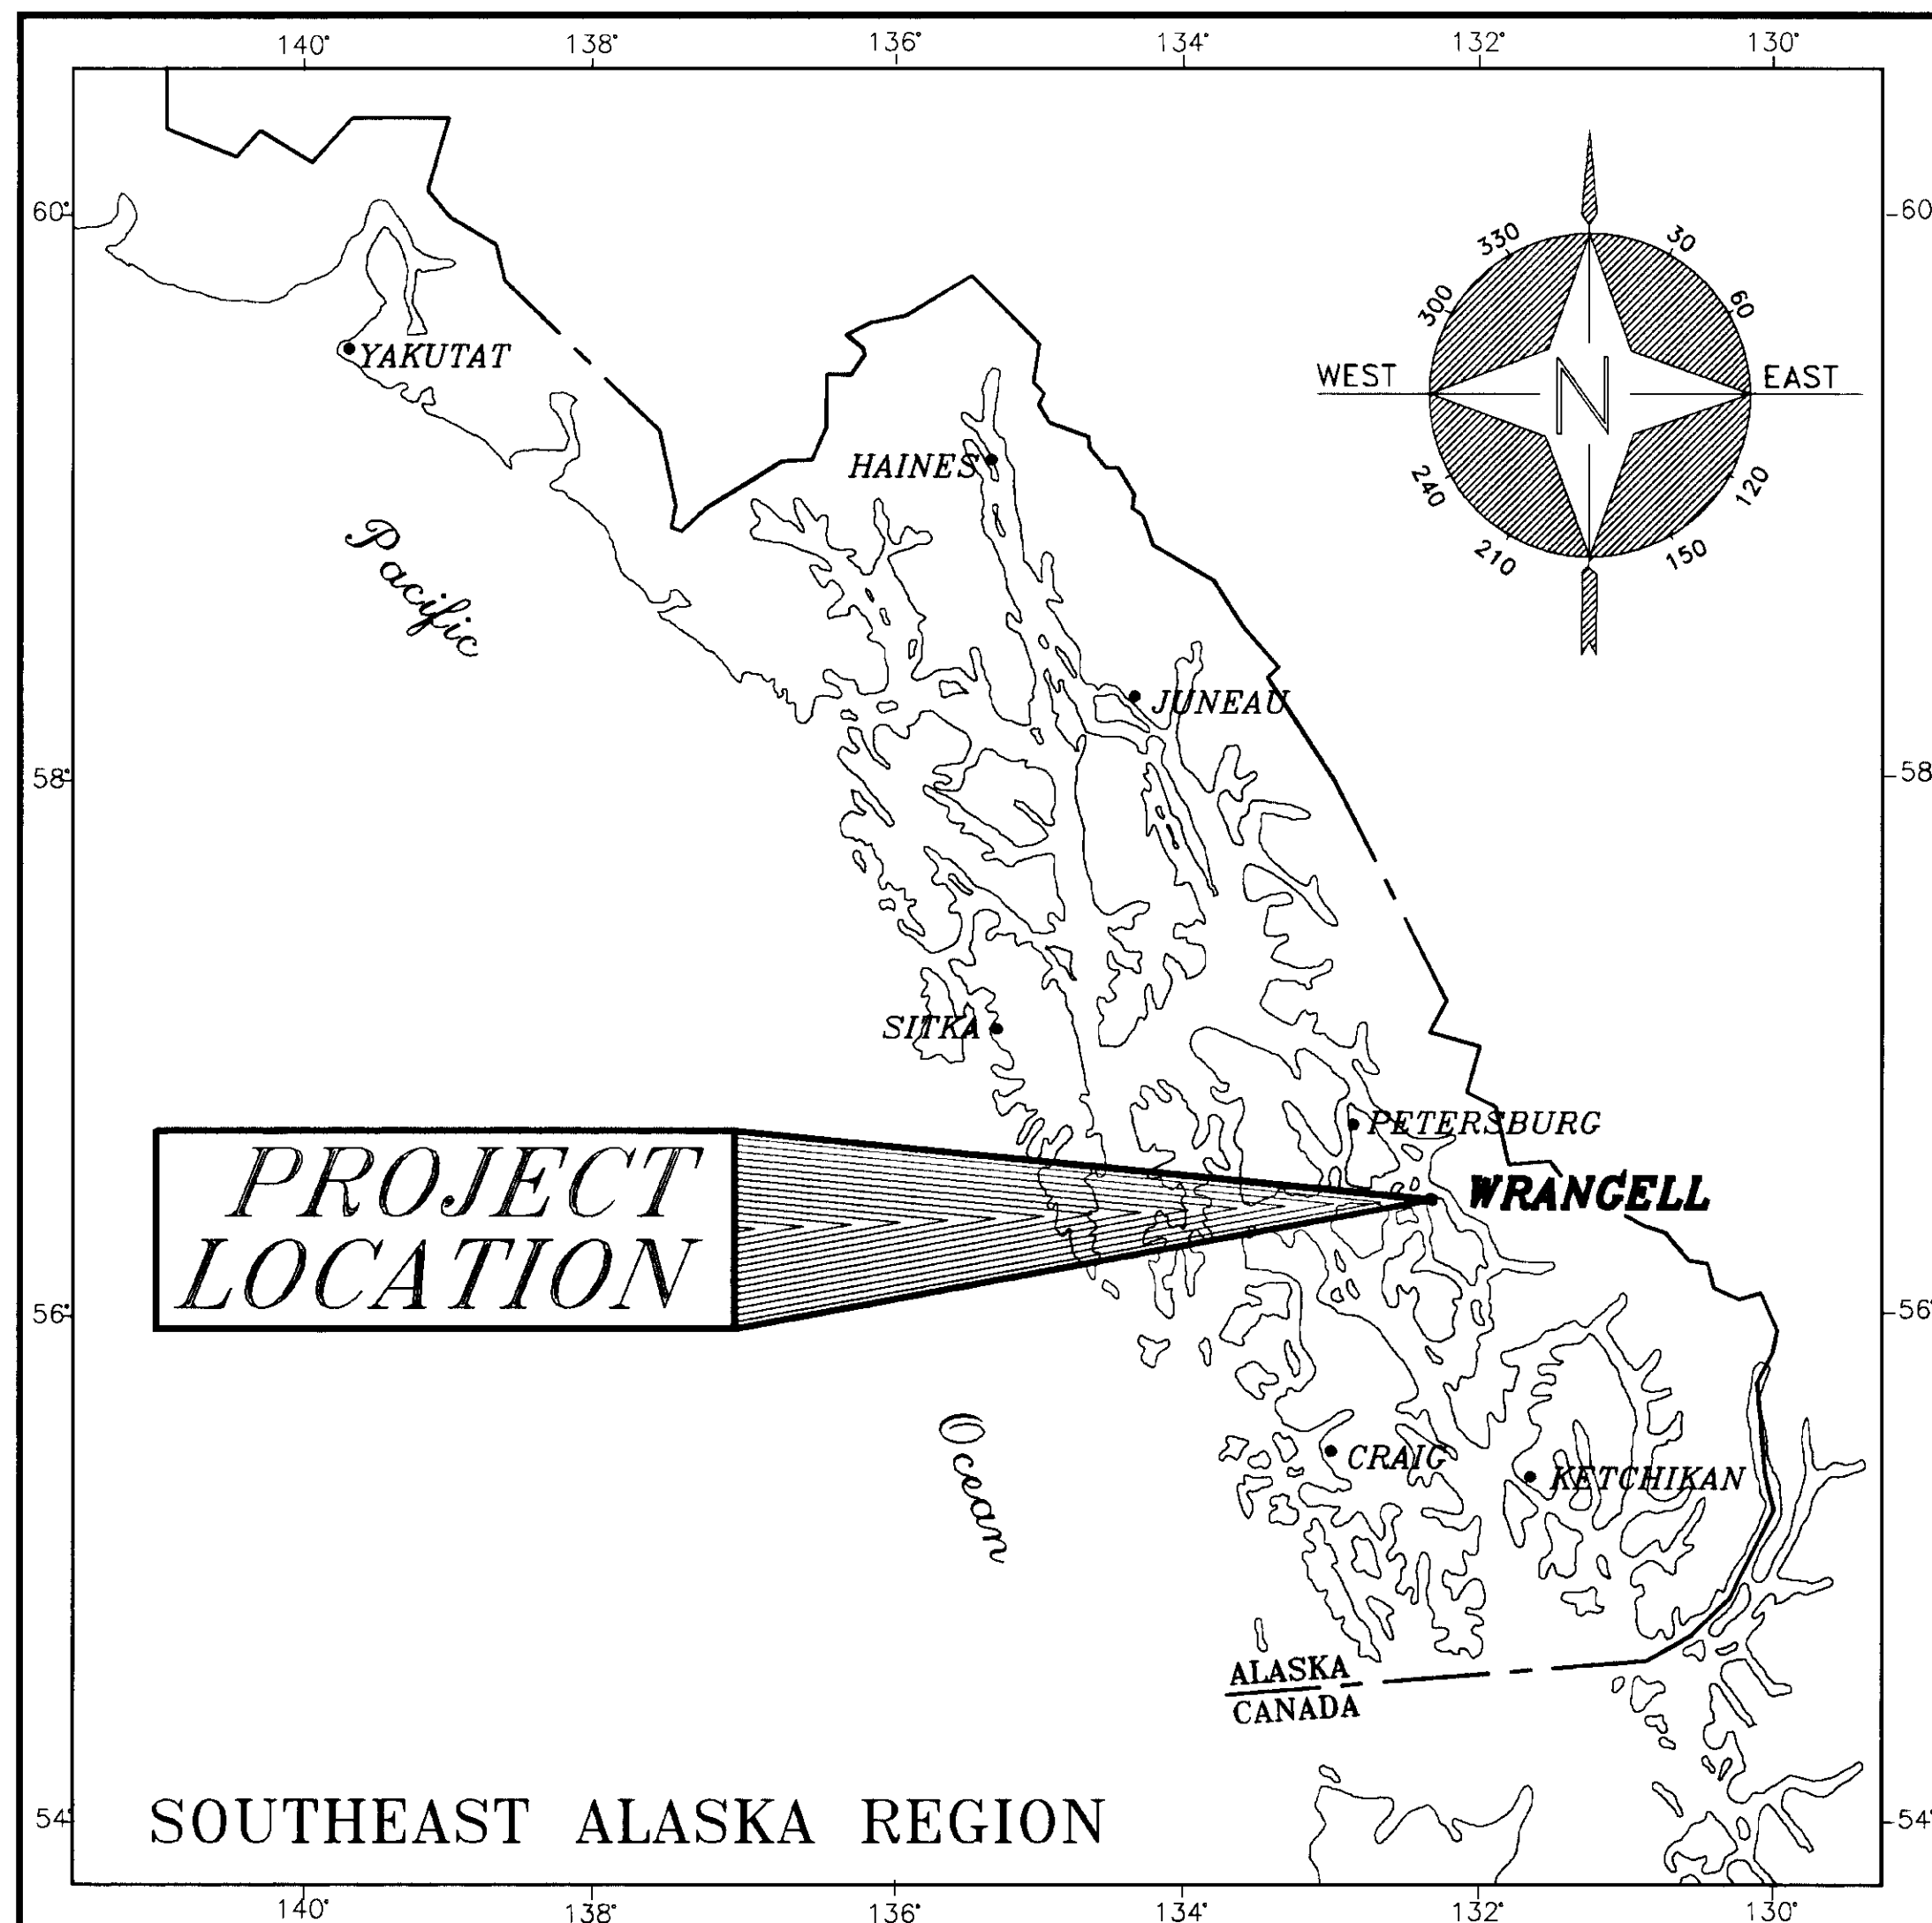 140° 138° 136° 134° 132° 130°
60° 60
330 30
300 60
YAKUTAT
WEST N EAST
HAINES
240 120
210 150
Pacific
JUNEAU
58° 58
SITKA
PETERSBURG
PROJECT
LOCATION
WRANGELL
56° 56°
Ocean
CRAIG
KETCHIKAN
ALASKA
CANADA
SOUTHEAST ALASKA REGION
54° 54°
140° 138° 136° 134° 132° 130°